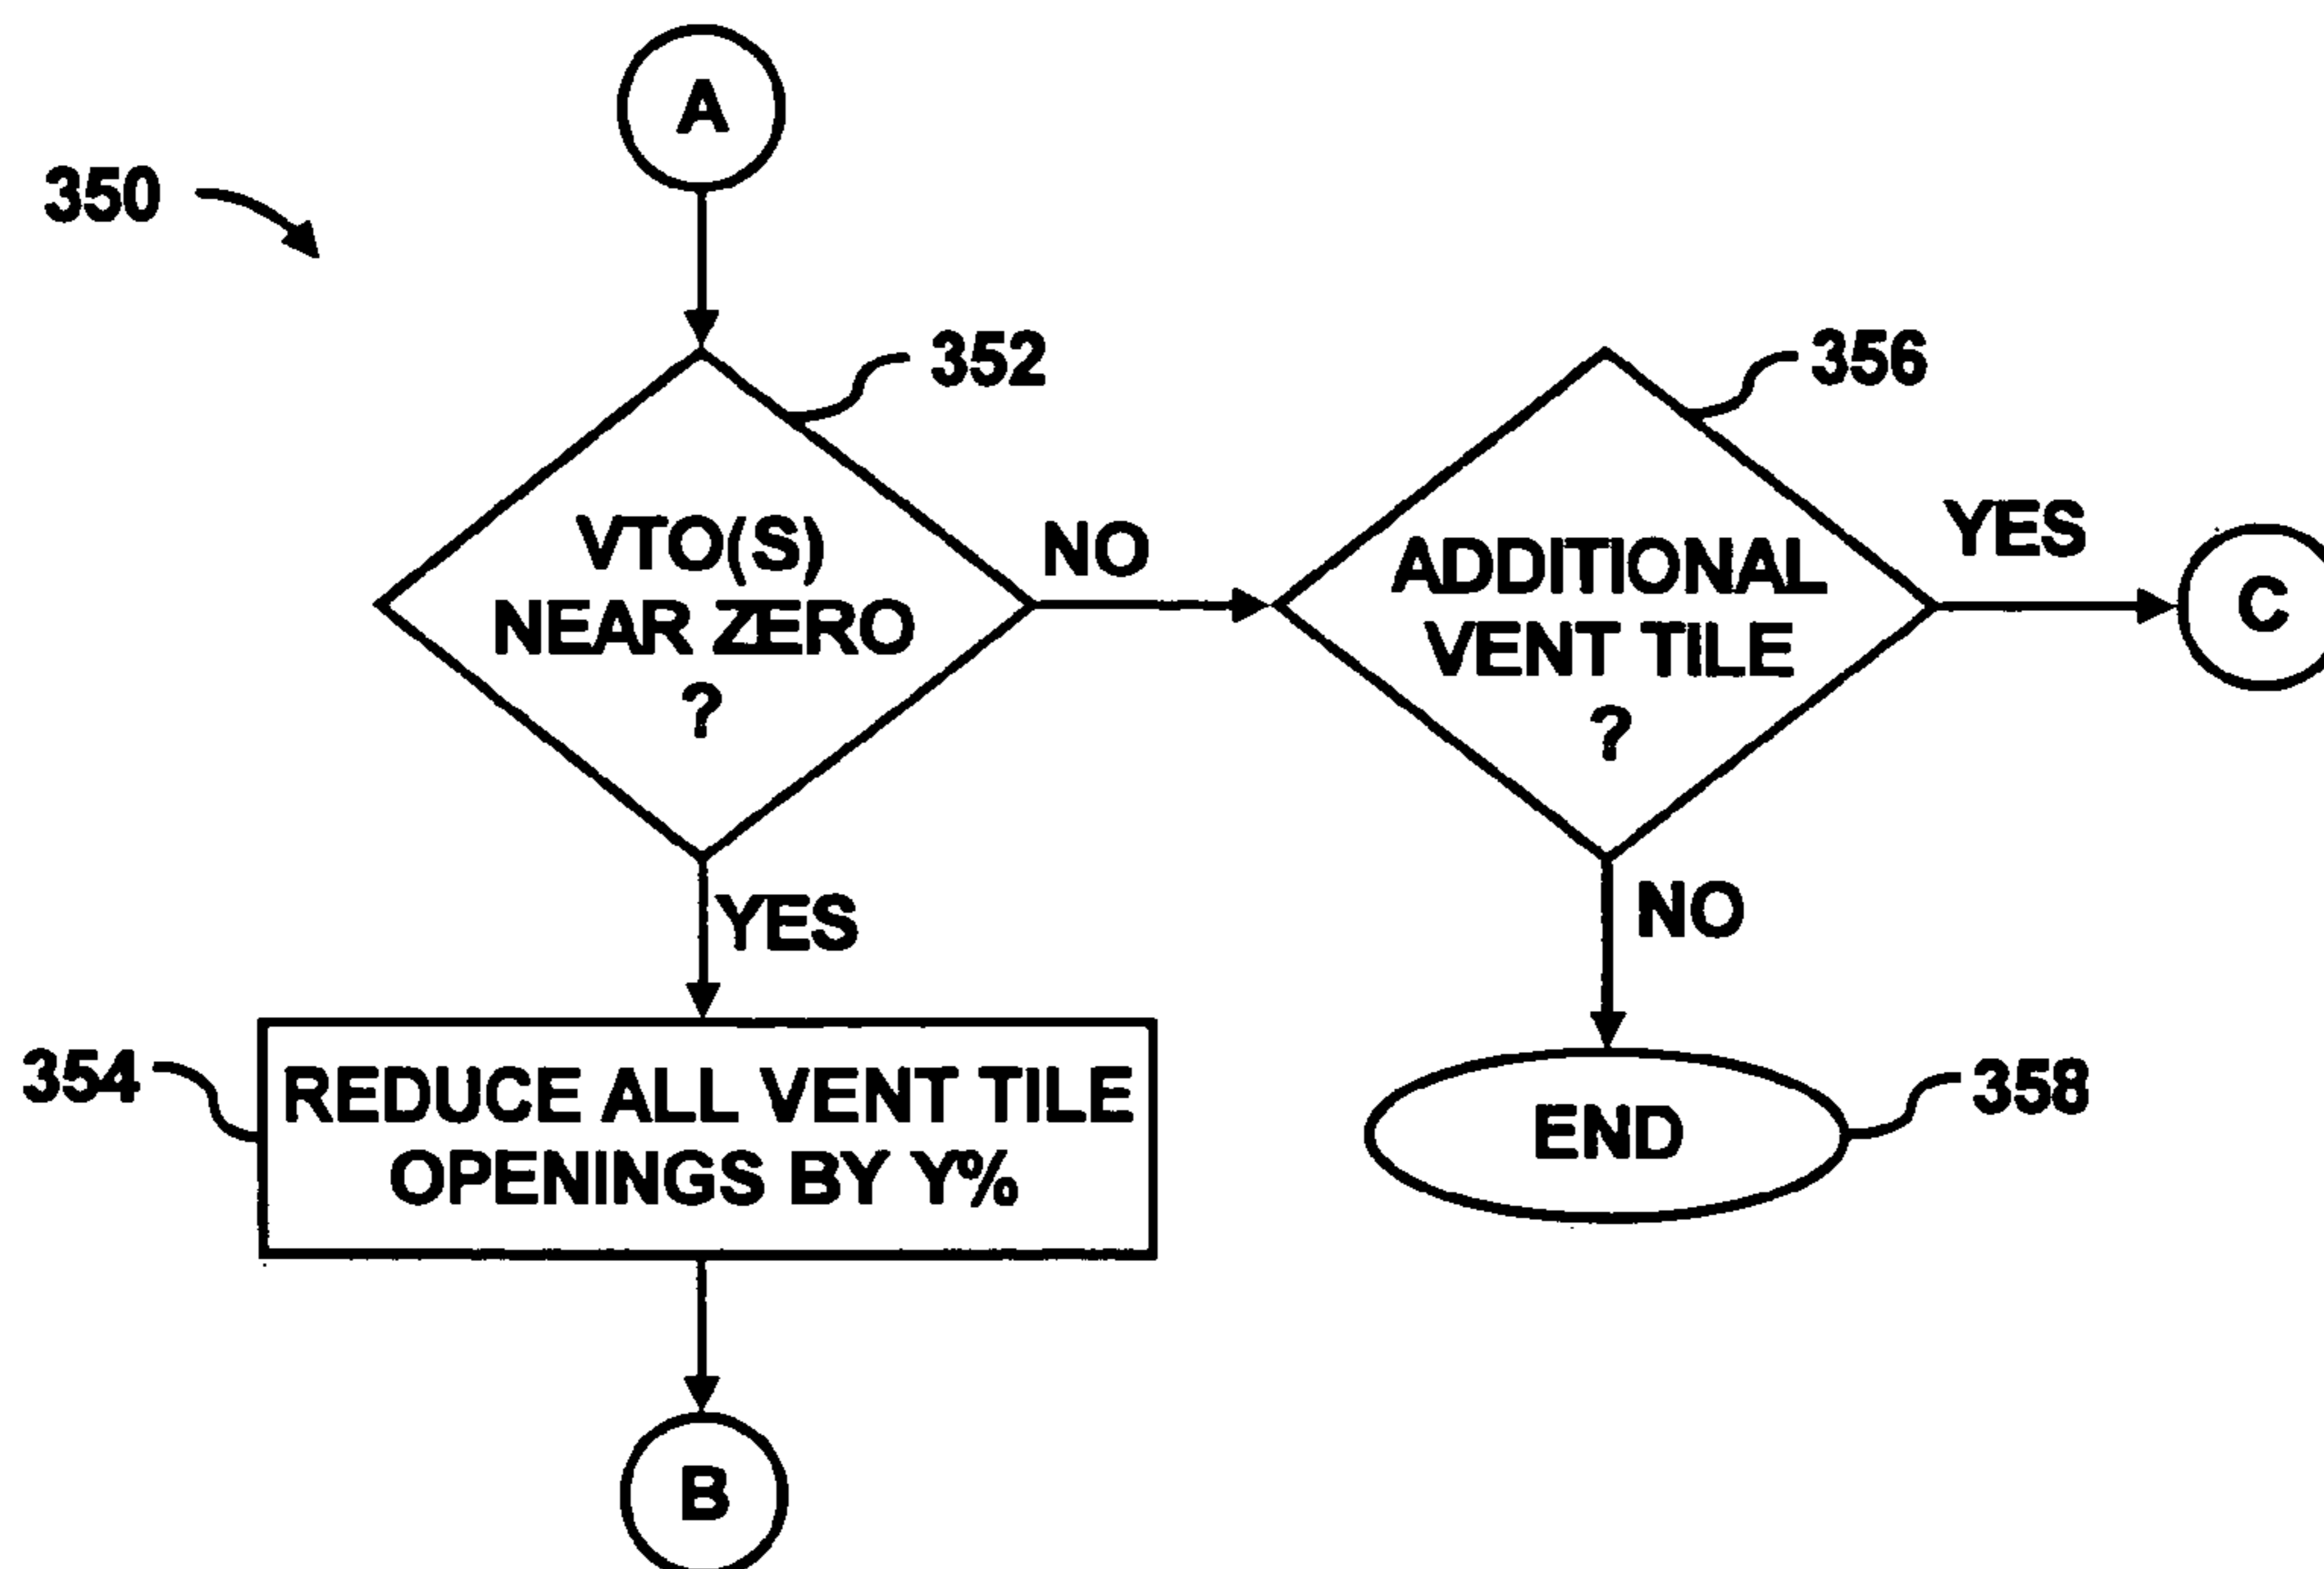 A
350
352
356
VTO(S)
NEAR ZERO
?
NO
ADDITIONAL
VENT TILE
?
YES
C
YES
NO
354
REDUCE ALL VENT TILE
OPENINGS BY Y%
END
358
B